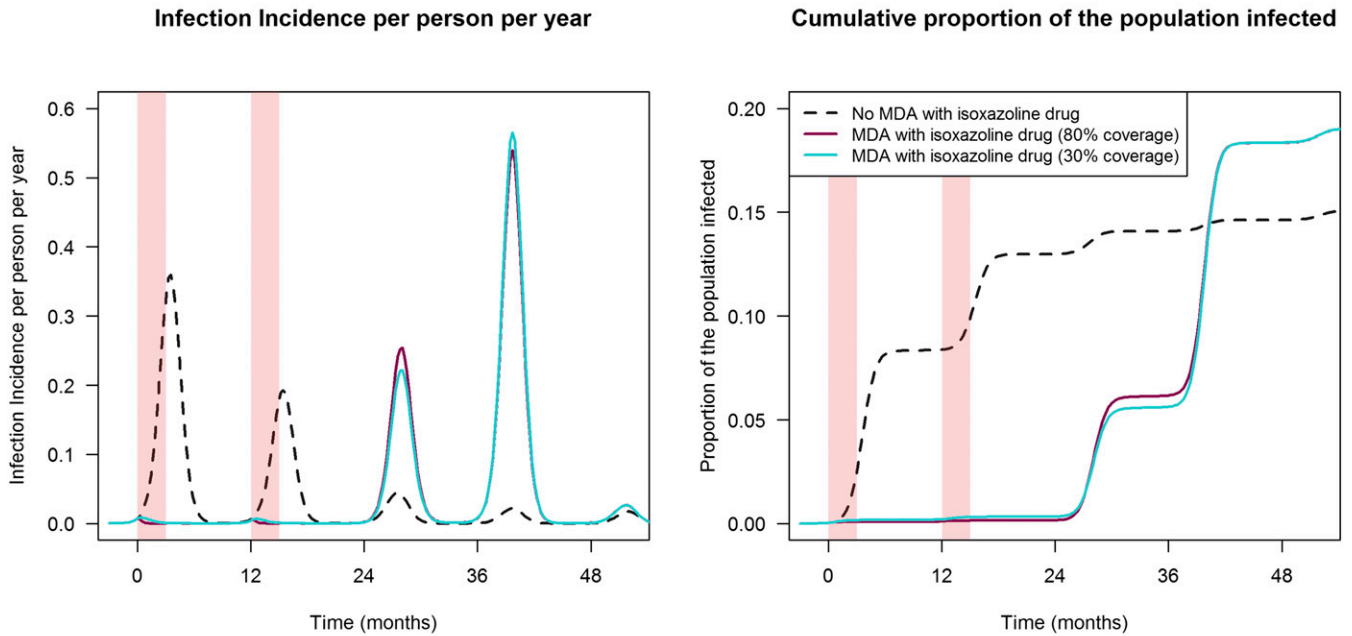 Infection Incidence per person per year
Infection Incidence per person per year
0.6
0.5
0.4
0.3
0.2
0.1
0.0
0 12 24 36 48
Time (months)
Cumulative proportion of the population infected
Proportion of the population infected
0.20
0.15
0.10
0.05
0.00
No MDA with isoxazoline drug
MDA with isoxazoline drug (80% coverage)
MDA with isoxazoline drug (30% coverage)
0 12 24 36 48
Time (months)